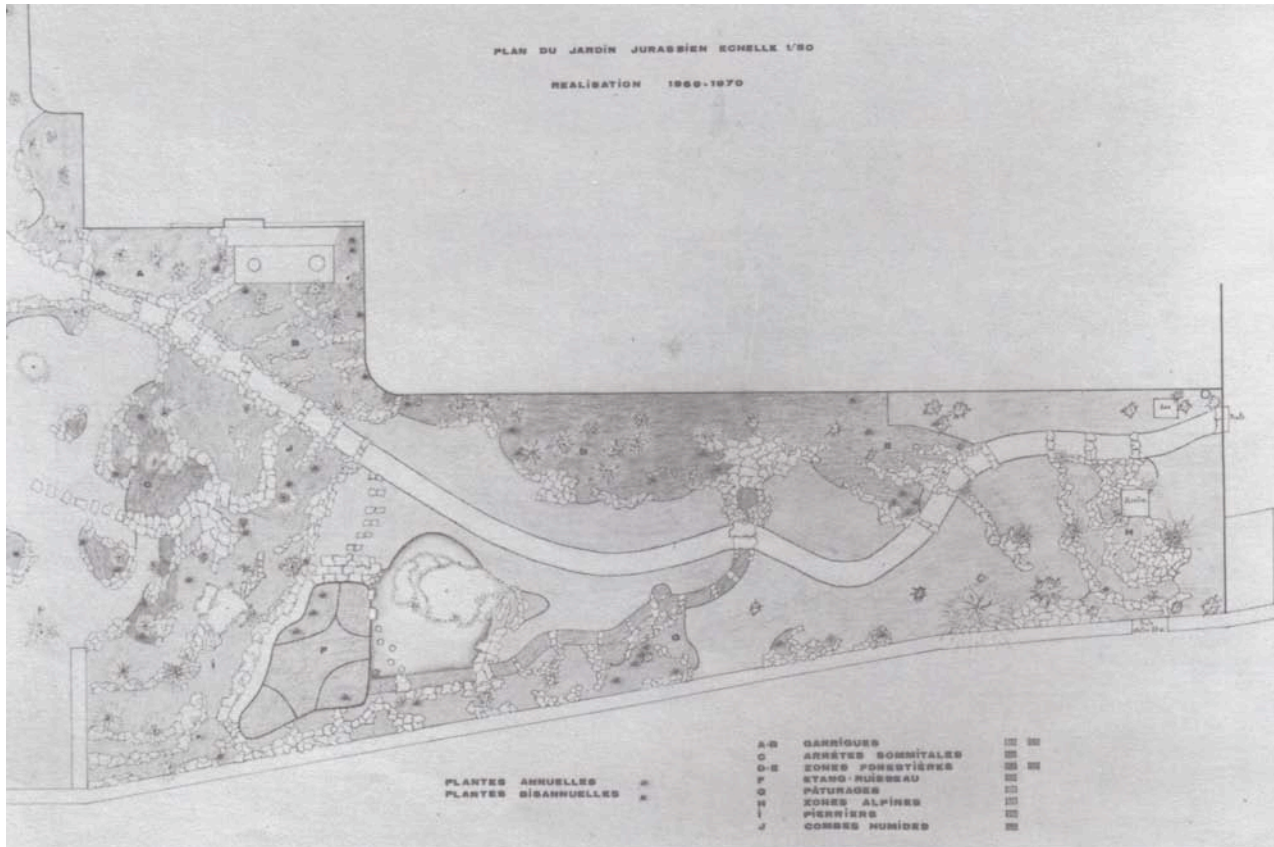 PLAN DU JARDIN JURASSIEN ECHELLE 1/50
REALISATION 1969-1970
A
B
D
E
J
C
H
G
I
F
PLANTES ANNUELLES
PLANTES BISANNUELLES
A-B GARRIGUES
C ARRÊTES SOMMITALES
D-E ZONES FORESTIÈRES
F ETANG-RUISSEAU
G PÂTURAGES
H ZONES ALPINES
I PIERRIERS
J COMBES HUMIDES